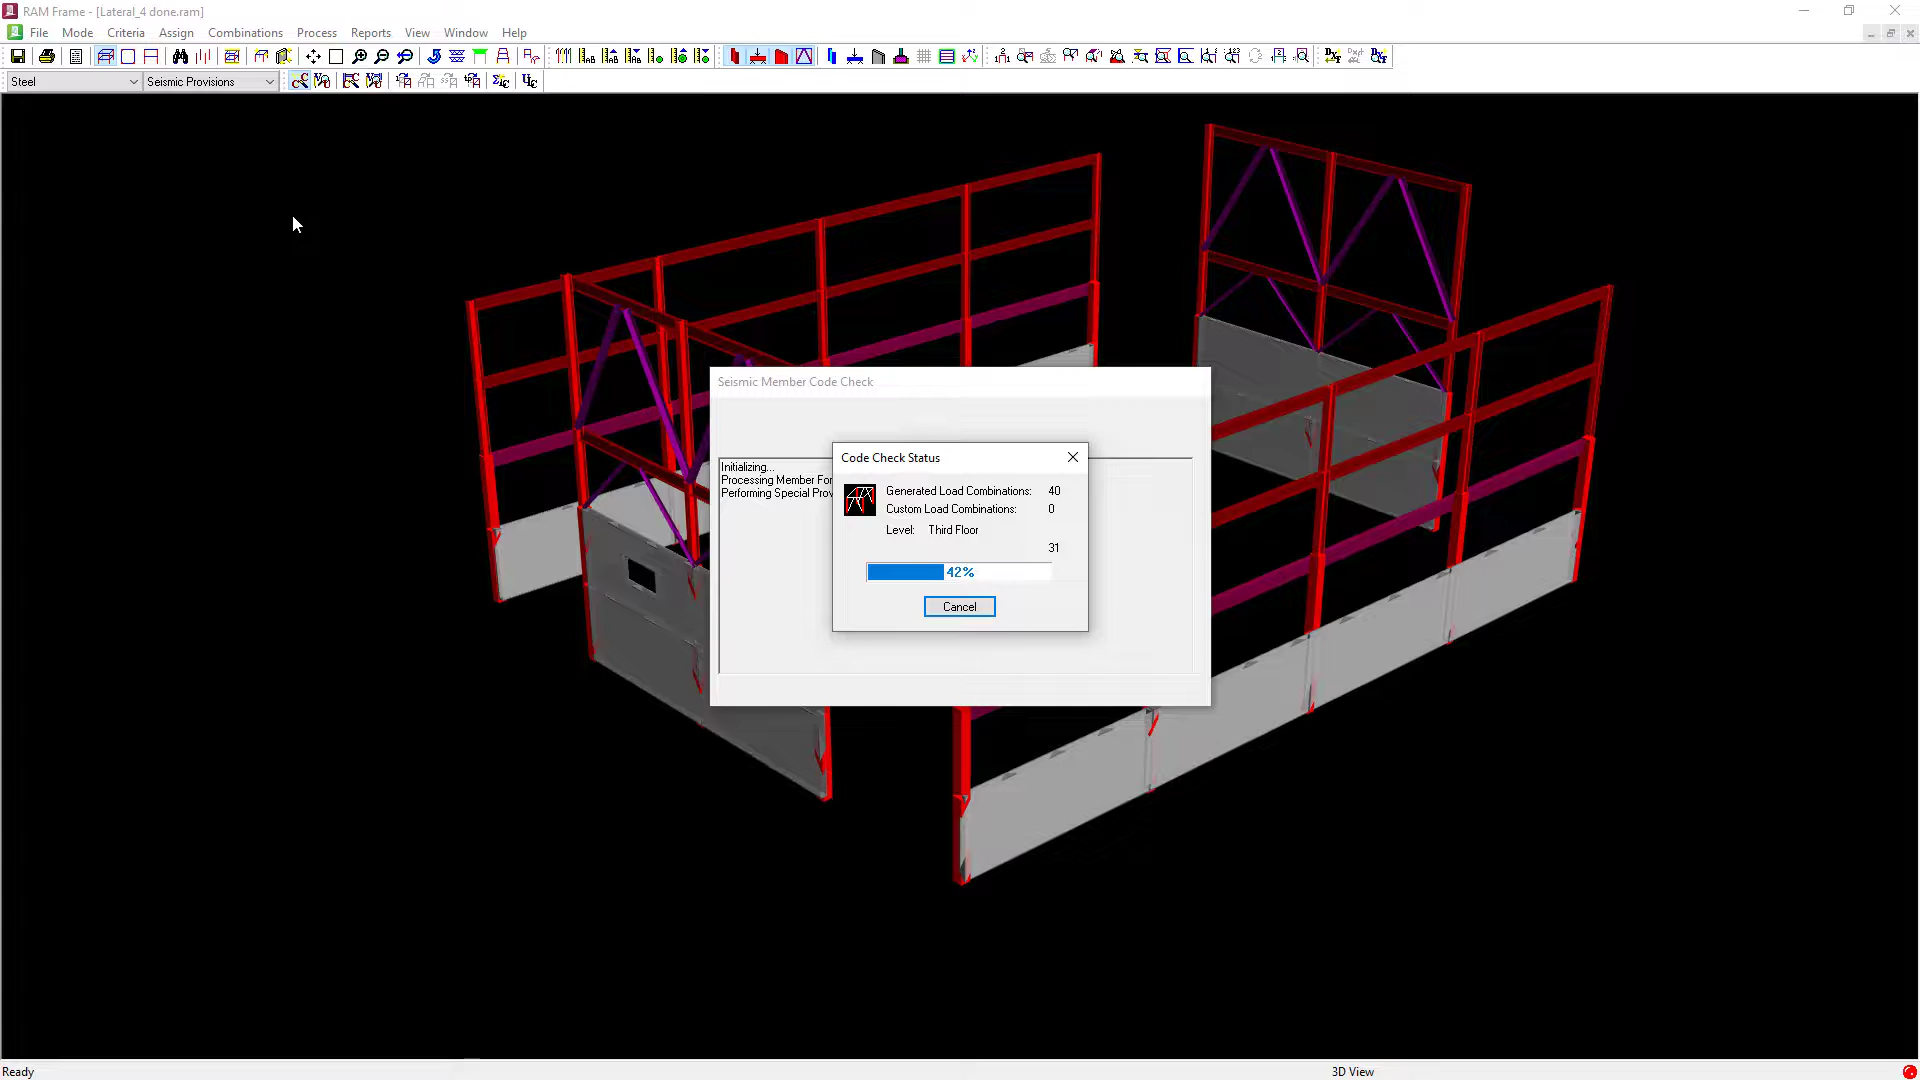 RAM Frame - [Lateral_4 done.ram]
File Mode Criteria Assign Combinations Process Reports View Window Help
Steel Seismic Provisions
Seismic Member Code Check
Initializing...
Processing Member For
Performing Special Prov
Code Check Status
Generated Load Combinations: 40
Custom Load Combinations: 0
Level: Third Floor
31
42%
Cancel
Ready 3D View